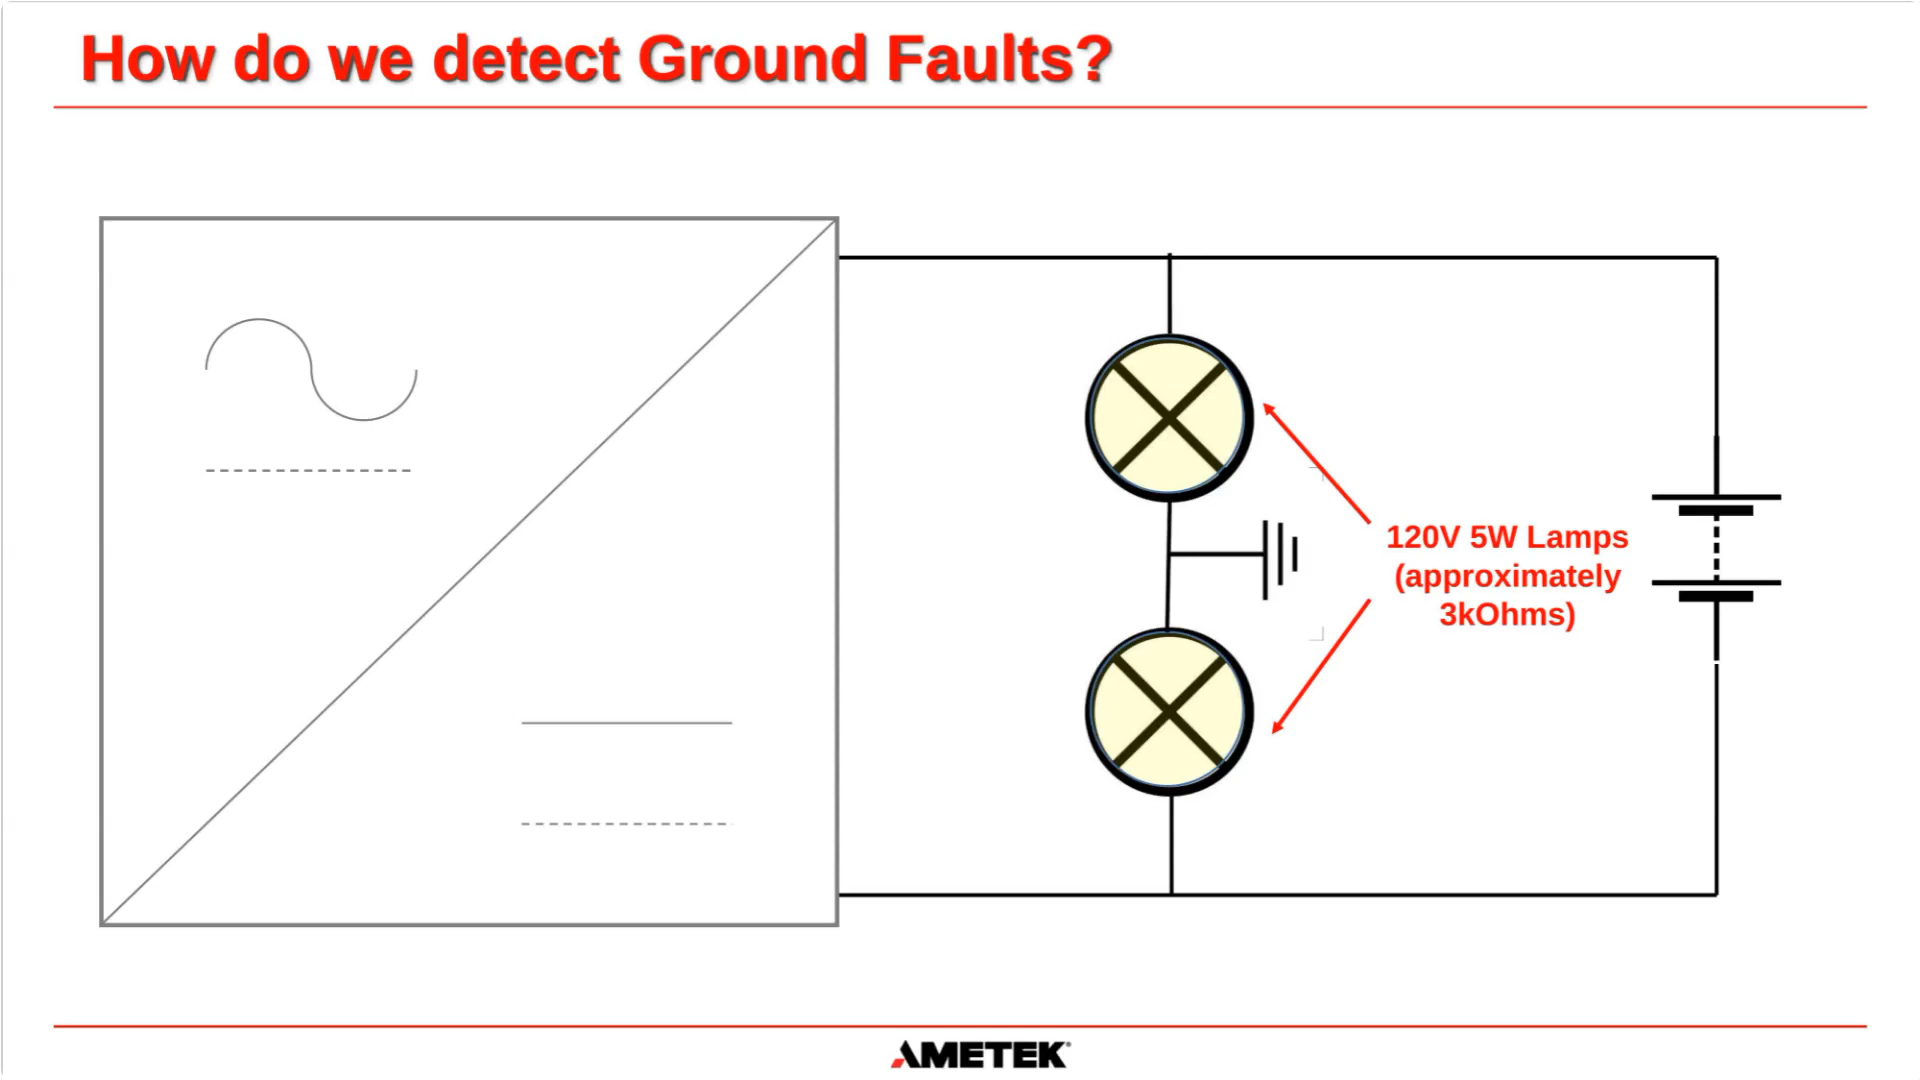 How do we detect Ground Faults?
120V 5W Lamps
(approximately
3kOhms)
AMETEK®